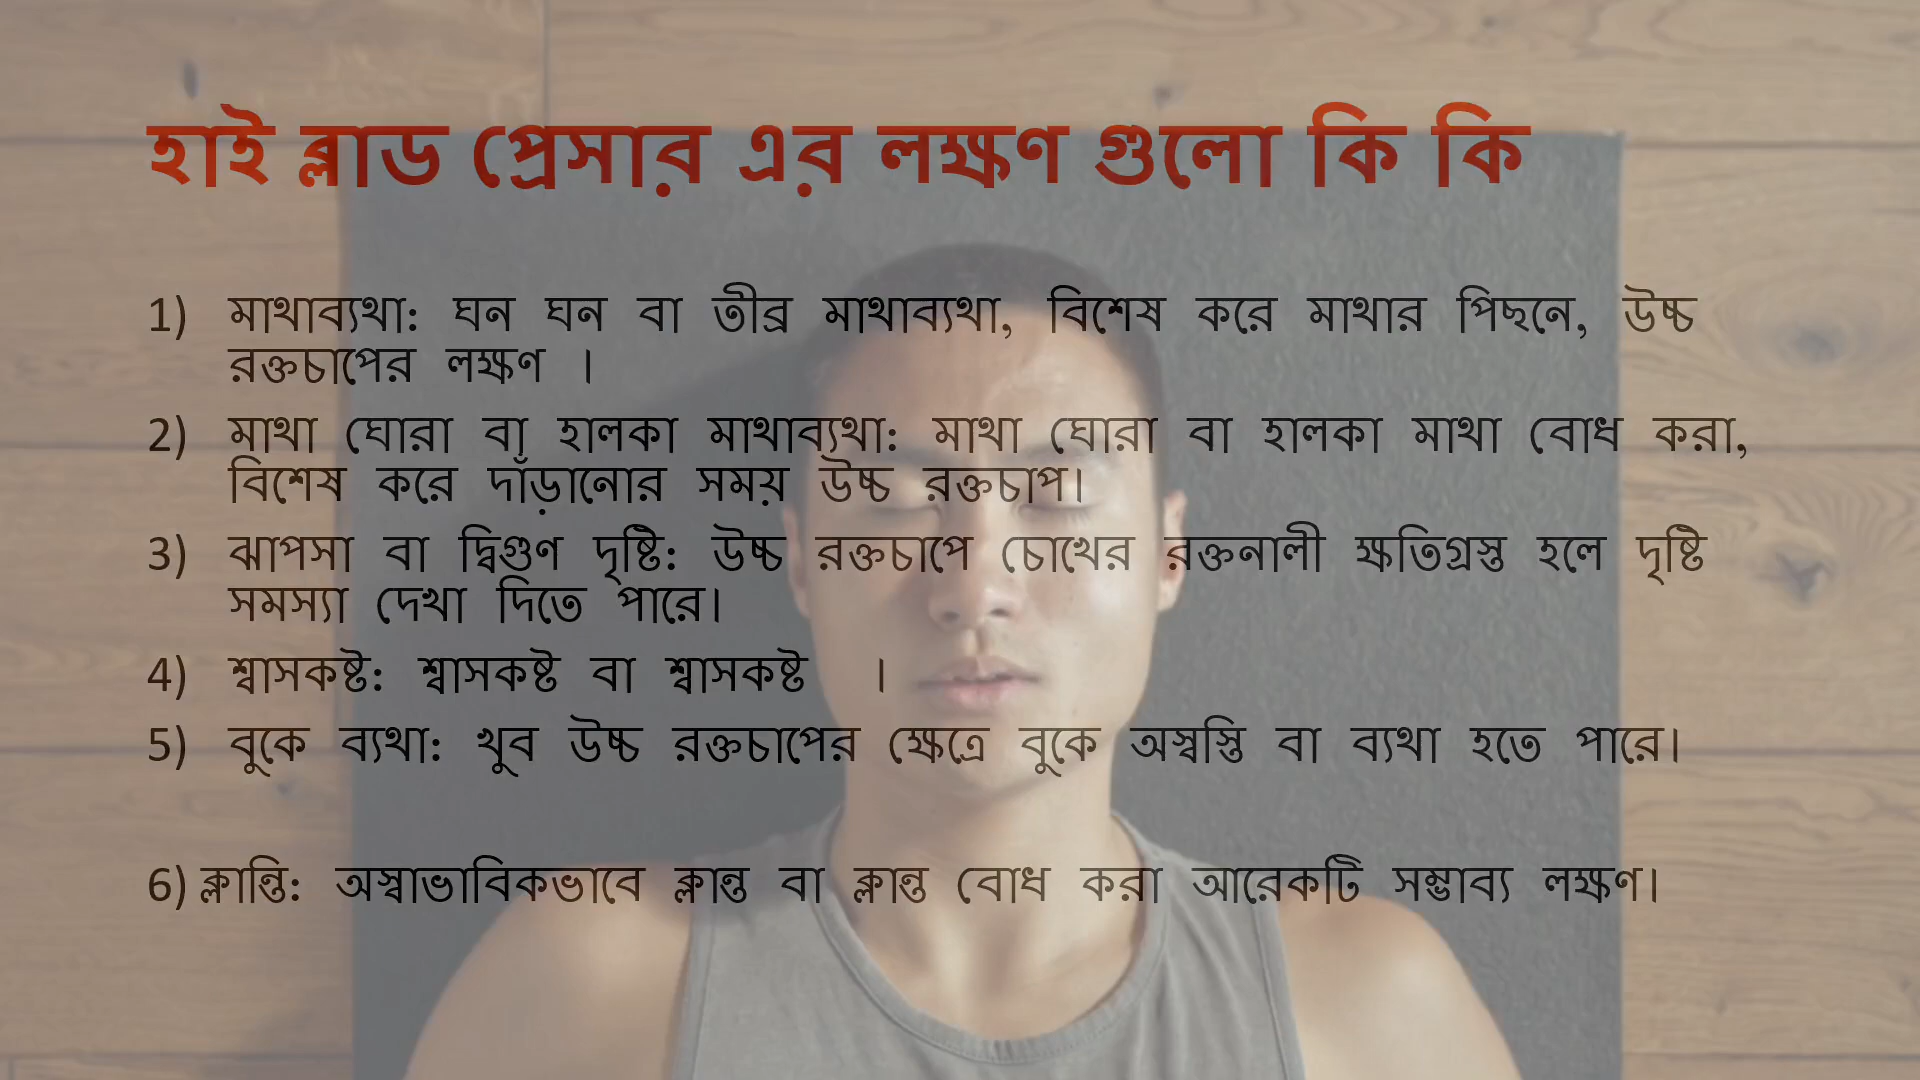 হাই ব্লাড প্রেসার এর লক্ষণ গুলো কি কি
1) মাথাব্যথা: ঘন ঘন বা তীব্র মাথাব্যথা, বিশেষ করে মাথার পিছনে, উচ্চ
রক্তচাপের লক্ষণ ।
2) মাথা ঘোরা বা হালকা মাথাব্যথা: মাথা ঘোরা বা হালকা মাথা বোধ করা,
বিশেষ করে দাঁড়ানোর সময় উচ্চ রক্তচাপ।
3) ঝাপসা বা দ্বিগুণ দৃষ্টি: উচ্চ রক্তচাপে চোখের রক্তনালী ক্ষতিগ্রস্ত হলে দৃষ্টি
সমস্যা দেখা দিতে পারে।
4) শ্বাসকষ্ট: শ্বাসকষ্ট বা শ্বাসকষ্ট ।
5) বুকে ব্যথা: খুব উচ্চ রক্তচাপের ক্ষেত্রে বুকে অস্বস্তি বা ব্যথা হতে পারে।
6) ক্লান্তি: অস্বাভাবিকভাবে ক্লান্ত বা ক্লান্ত বোধ করা আরেকটি সম্ভাব্য লক্ষণ।